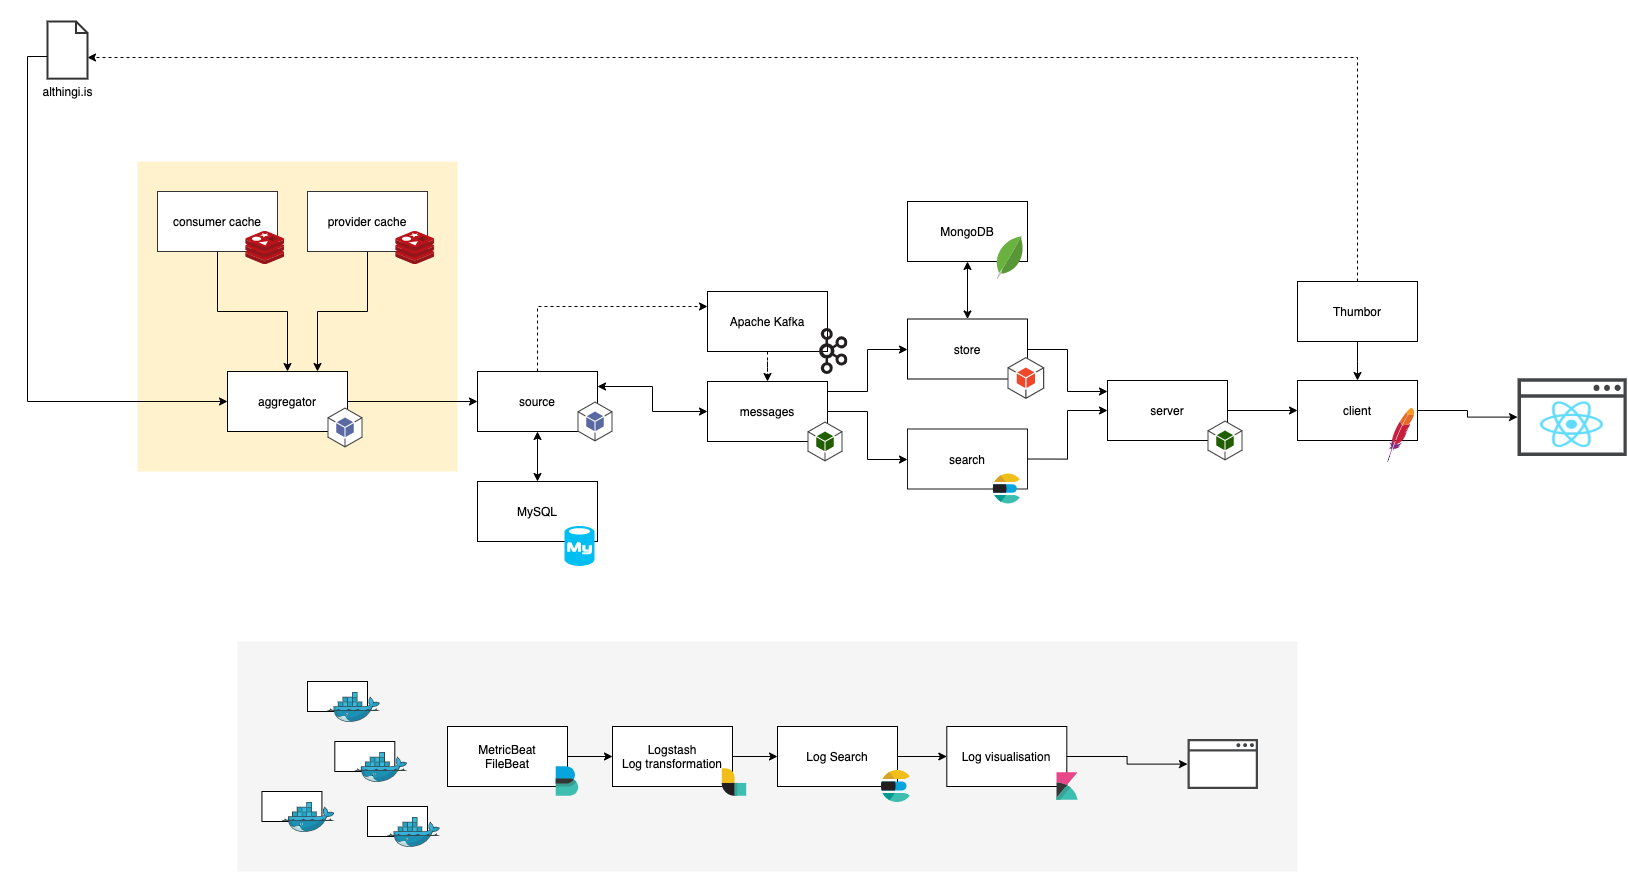 althingi.is
consumer cache
provider cache
MongoDB
Apache Kafka
Thumbor
store
aggregator
source
messages
server
client
search
MySQL
My
MetricBeat
FileBeat
Logstash
Log transformation
Log Search
Log visualisation